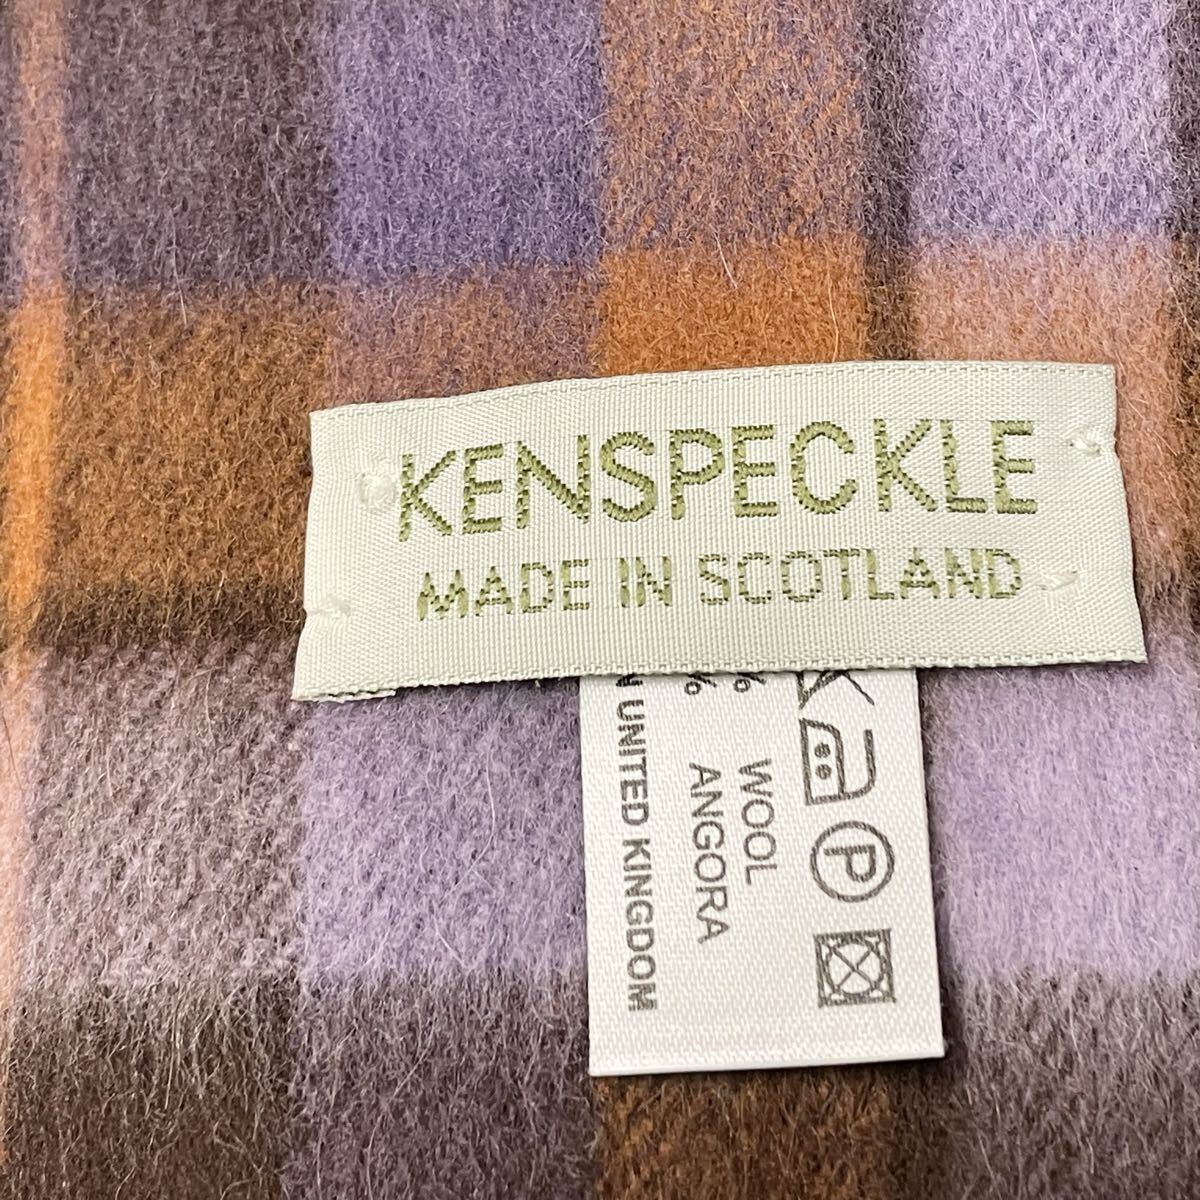 KENSPECKLE
MADE IN SCOTLAND
% WOOL
% ANGORA
N UNITED KINGDOM
P